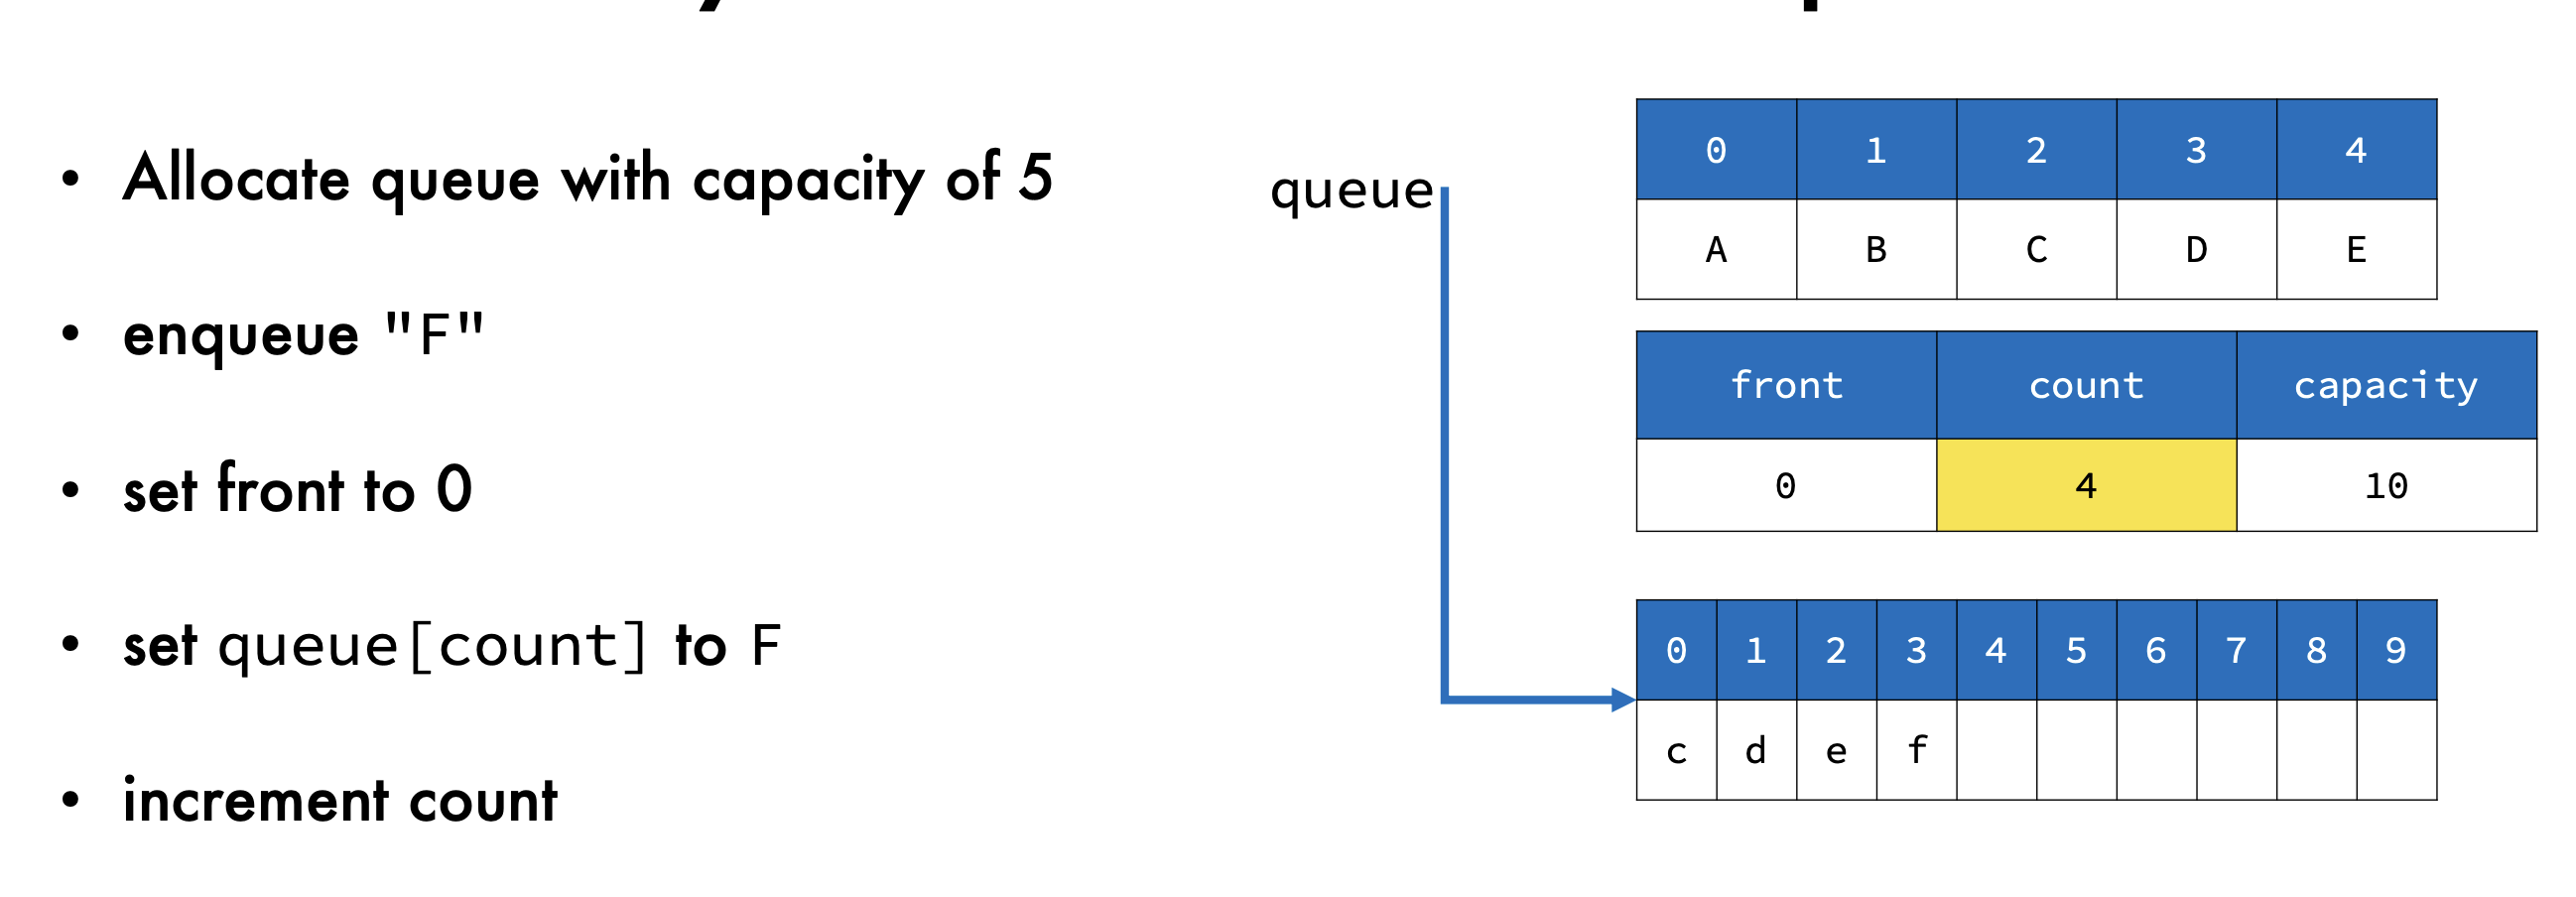 • Allocate queue with capacity of 5
• enqueue "F"
• set front to 0
• set queue[count] to F
• increment count
queue
0 1 2 3 4
A B C D E
front count capacity
0 4 10
0 1 2 3 4 5 6 7 8 9
c d e f